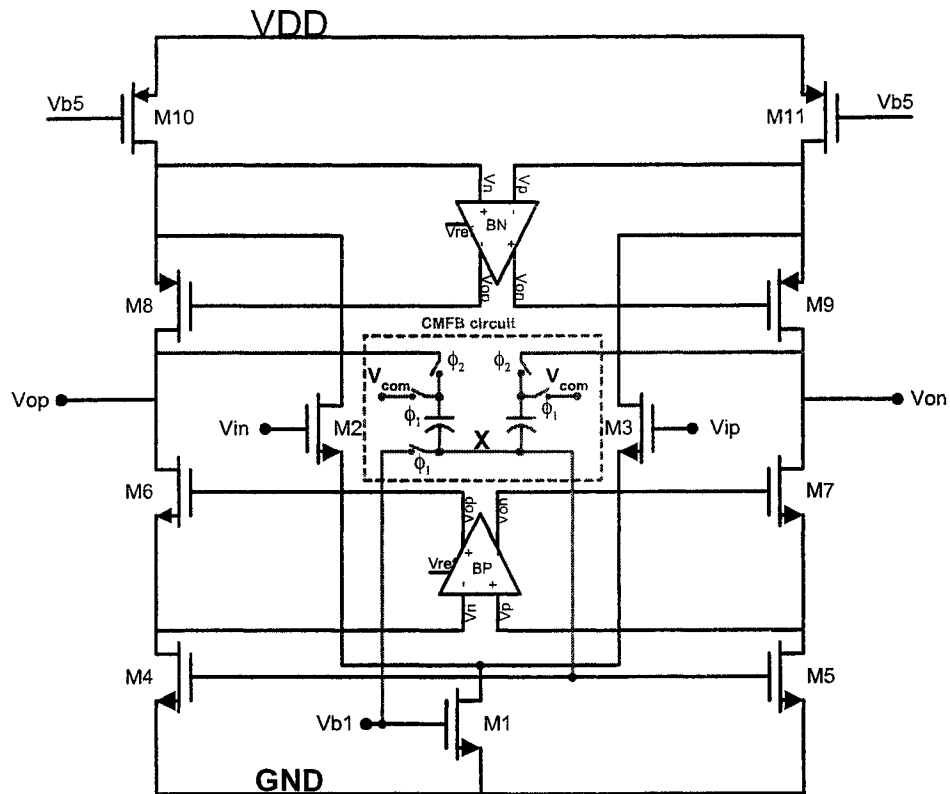 VDD
Vb5
M10
M11
Vb5
Vn
Vp
+
-
BN
Vref
-
+
Vop
Von
M8
M9
CMFB circuit
ϕ2
ϕ2
Vcom
Vcom
ϕ1
ϕ1
Vop
Von
Vin
M2
X
M3
Vip
ϕ1
M6
M7
Vop
Von
+
-
Vref
BP
-
+
Vn
Vp
M4
M5
Vb1
M1
GND